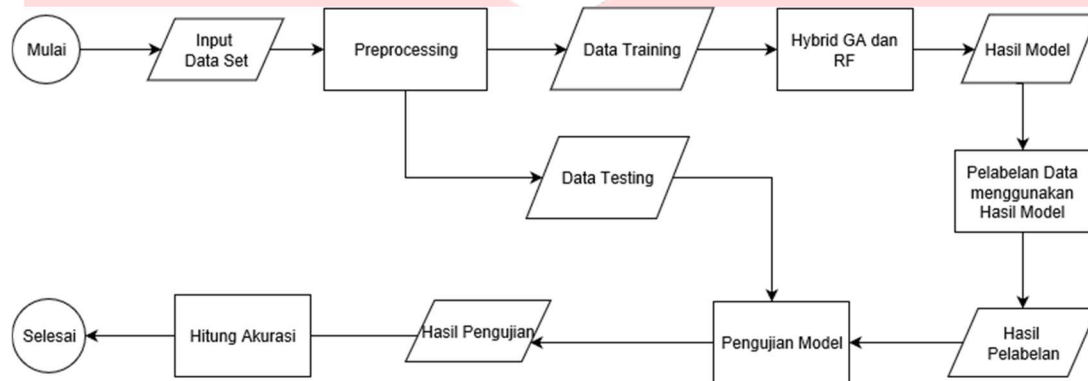 Mulai
Input
Data Set
Preprocessing
Data Training
Hybrid GA dan
RF
Hasil Model
Data Testing
Pelabelan Data
menggunakan
Hasil Model
Selesai
Hitung Akurasi
Hasil Pengujian
Pengujian Model
Hasil
Pelabelan